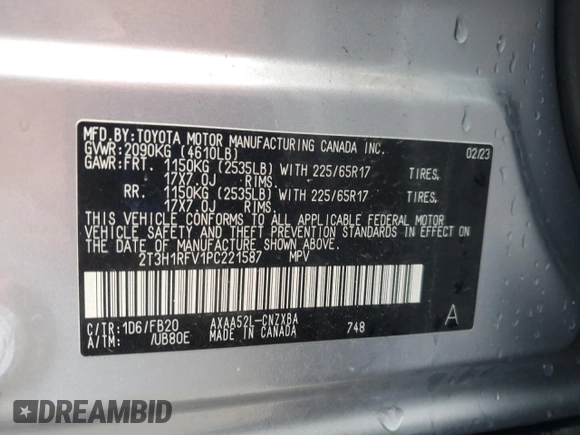 MFD.BY:TOYOTA MOTOR MANUFACTURING CANADA INC.
GVWR:2090KG (4610LB) 02/23
GAWR:FRT. 1150KG (2535LB) WITH 225/65R17 TIRES,
17X7.0J RIMS.
RR. 1150KG (2535LB) WITH 225/65R17 TIRES,
17X7.0J RIMS.
THIS VEHICLE CONFORMS TO ALL APPLICABLE FEDERAL MOTOR
VEHICLE SAFETY AND THEFT PREVENTION STANDARDS IN EFFECT ON
THE DATE OF MANUFACTURE SHOWN ABOVE.
2T3H1RFV1PC221587 MPV
C/TR:1D6/FB20 AXAA52L-CNZXBA 748 A
A/TM: /UB80E MADE IN CANADA
DREAMBID